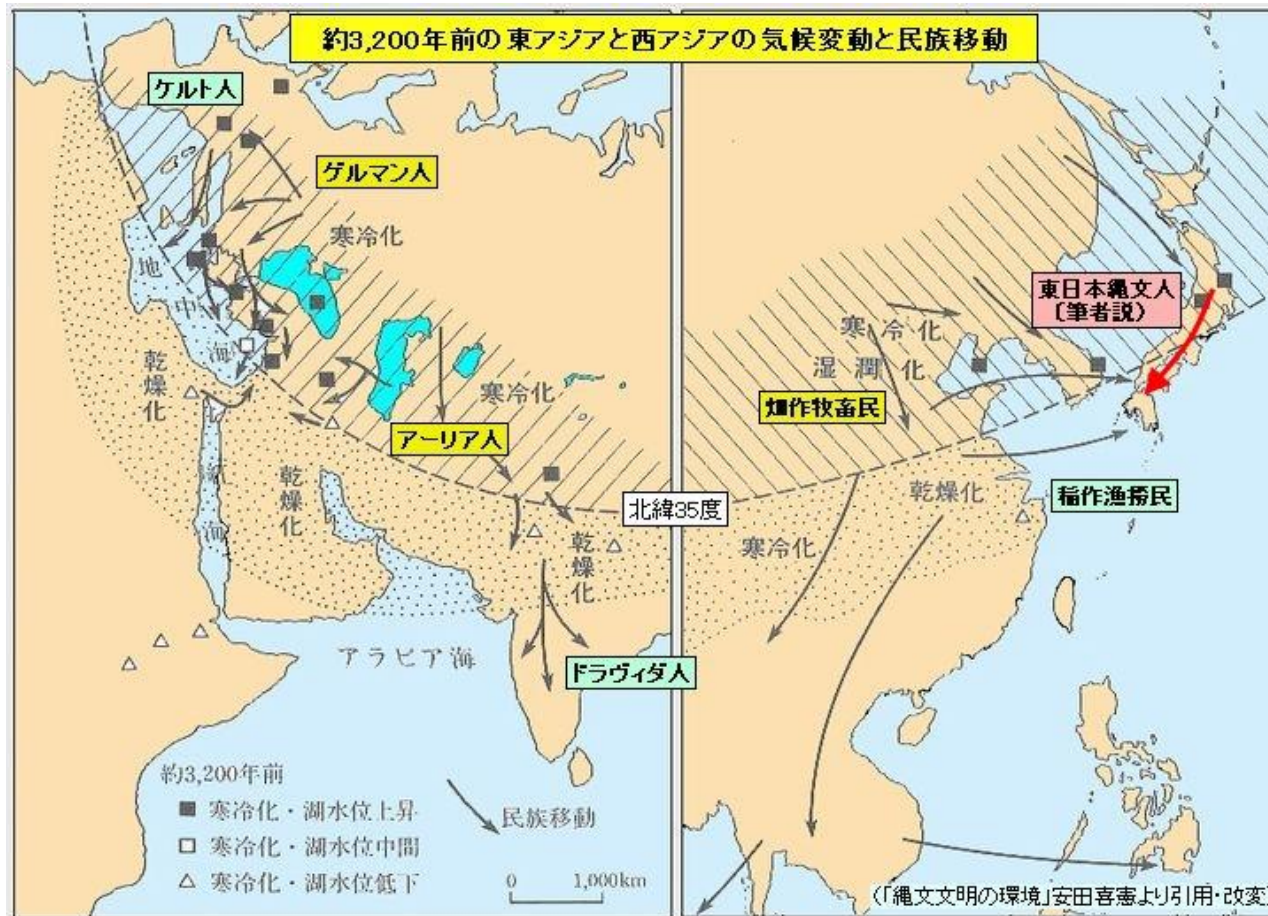 約3,200年前の東アジアと西アジアの気候変動と民族移動
ケルト人
ゲルマン人
寒冷化
地中海
乾燥化
紅海
乾燥化
寒冷化
アーリア人
北緯35度
乾燥化
ドラヴィダ人
アラビア海
東日本縄文人
(筆者説)
寒冷化
湿潤化
畑作牧畜民
乾燥化
稲作漁撈民
寒冷化
約3,200年前
■ 寒冷化・湖水位上昇
□ 寒冷化・湖水位中間
△ 寒冷化・湖水位低下
民族移動
0 1,000km
(「縄文文明の環境」安田喜憲より引用・改変)